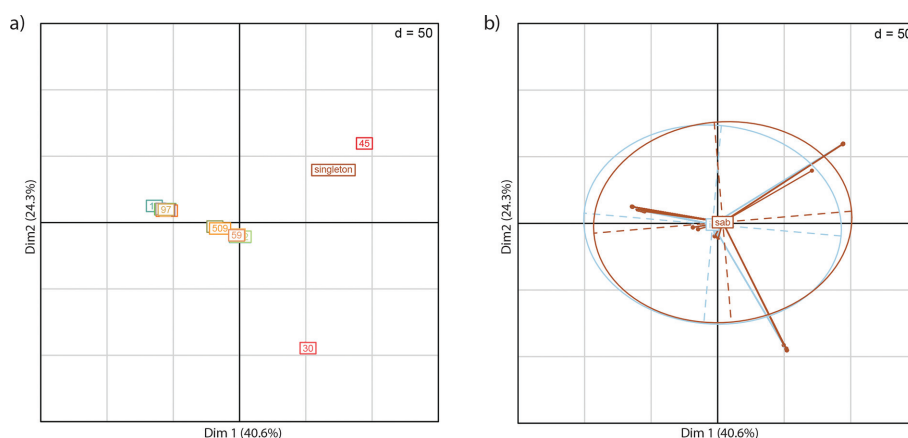 a)
d = 50
45
singleton
97
509
59
30
Dim2 (24.3%)
Dim 1 (40.6%)
b)
d = 50
sab
Dim2 (24.3%)
Dim 1 (40.6%)